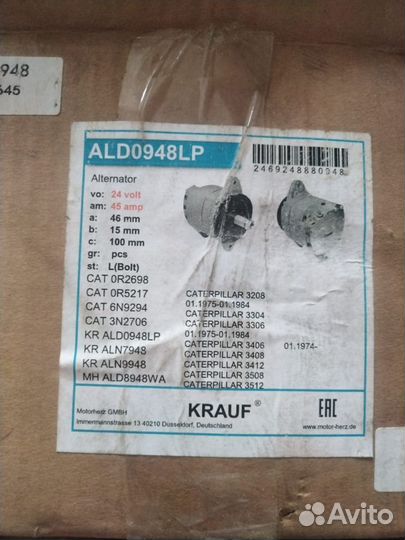 948
645
ALD0948LP
2469248880948
Alternator
vo: 24 volt
am: 45 amp
a: 46 mm
b: 15 mm
c: 100 mm
gr: pcs
st: L(Bolt)
CAT 0R2698
CAT 0R5217
CAT 6N9294
CAT 3N2706
KR ALD0948LP
KR ALN7948
KR ALN9948
MH ALD8948WA
CATERPILLAR 3208
01.1975-01.1984
CATERPILLAR 3304
CATERPILLAR 3306
01.1975-01.1984
CATERPILLAR 3406
CATERPILLAR 3408
CATERPILLAR 3412
CATERPILLAR 3508
CATERPILLAR 3512
01.1974-
Motorherz GMBH
Immermannstrasse 13 40210 Düsseldorf, Deutschland
KRAUF ®
EAC
www.motor-herz.de
Avito